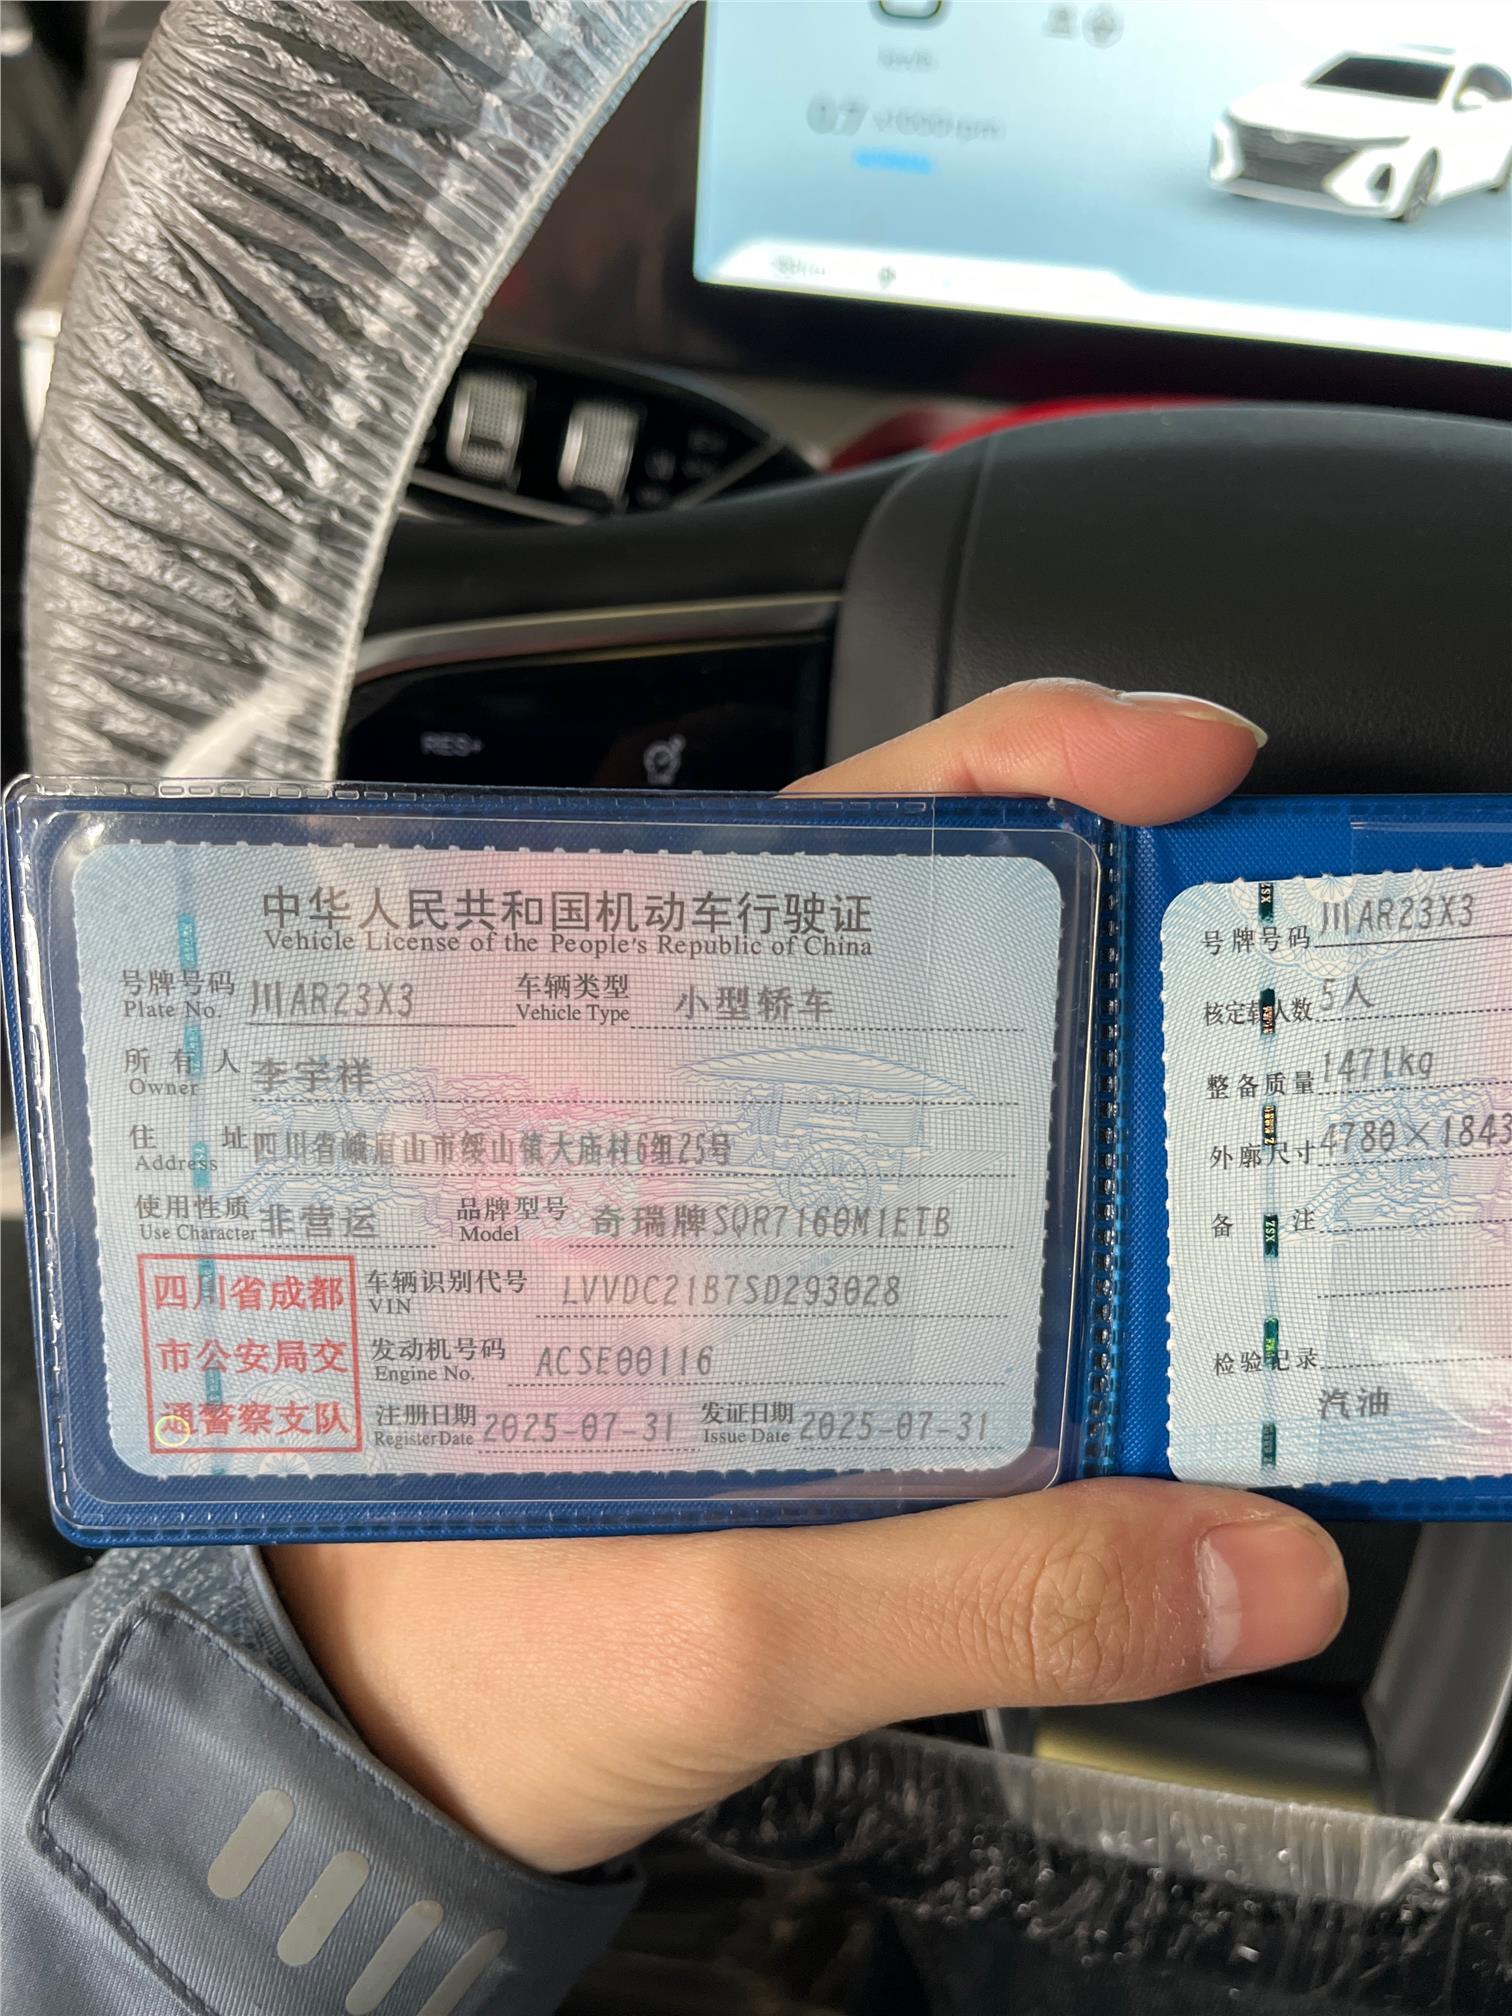 RES+
中华人民共和国机动车行驶证
Vehicle License of the People's Republic of China
号牌号码 川AR23X3 车辆类型 小型轿车
Plate No. Vehicle Type
所有人 李宇祥
Owner
住址 四川省峨眉山市绥山镇大庙村6组25号
Address
使用性质 非营运 品牌型号 奇瑞牌SQR7160M1ETB
Use Character Model
四川省成都
市公安局交
通警察支队
车辆识别代号 LVVDC21B7SD293028
VIN
发动机号码 ACSE00116
Engine No.
注册日期 2025-07-31 发证日期 2025-07-31
Register Date Issue Date
号牌号码 川AR23X3
核定载人数 5人
整备质量 1471kg
外廓尺寸 4780×1843
备注
检验记录
汽油